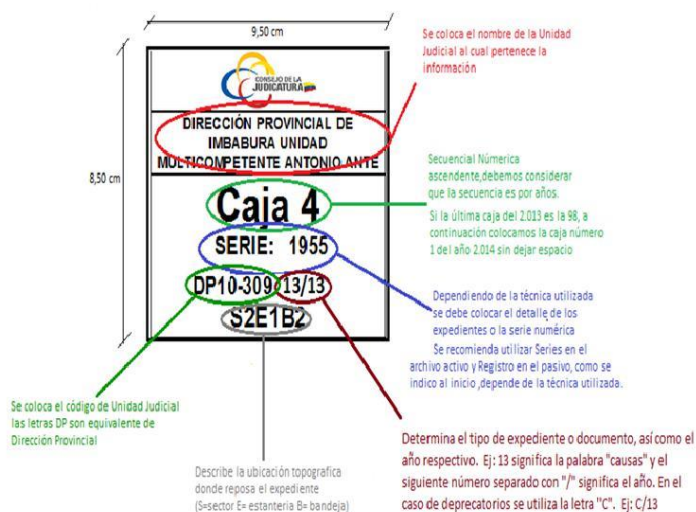 9,50 cm
8,50 cm
CONSEJO DE LA
JUDICATURA
DIRECCIÓN PROVINCIAL DE
IMBABURA UNIDAD
MULTICOMPETENTE ANTONIO ANTE
Caja 4
SERIE: 1955
DP10-309 13/13
S2E1B2
Se coloca el nombre de la Unidad
Judicial al cual pertenece la
información
Secuencial Númerica
ascendente,debemos considerar
que la secuencia es por años.
Si la última caja del 2.013 es la 98, a
continuación colocamos la caja número
1 del año 2.014 sin dejar espacio
Dependiendo de la técnica utilizada
se debe colocar el detalle de los
expedientes o la serie numérica
Se recomienda utilizar Series en el
archivo activo y Registro en el pasivo, como se
indico al inicio ,depende de la técnica utilizada.
Se coloca el código de Unidad Judicial
las letras DP son equivalente de
Dirección Provincial
Describe la ubicación topografica
donde reposa el expediente
(S=sector E= estanteria B= bandeja)
Determina el tipo de expediente o documento, así como el
año respectivo. Ej: 13 significa la palabra "causas" y el
siguiente número separado con "/" significa el año. En el
caso de deprecatorios se utiliza la letra "C". Ej: C/13